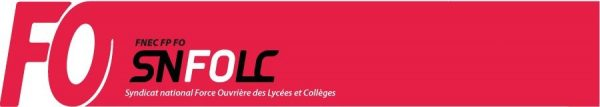 FO
FNEC FP FO
SNFOLC
Syndicat national Force Ouvrière des Lycées et Collèges